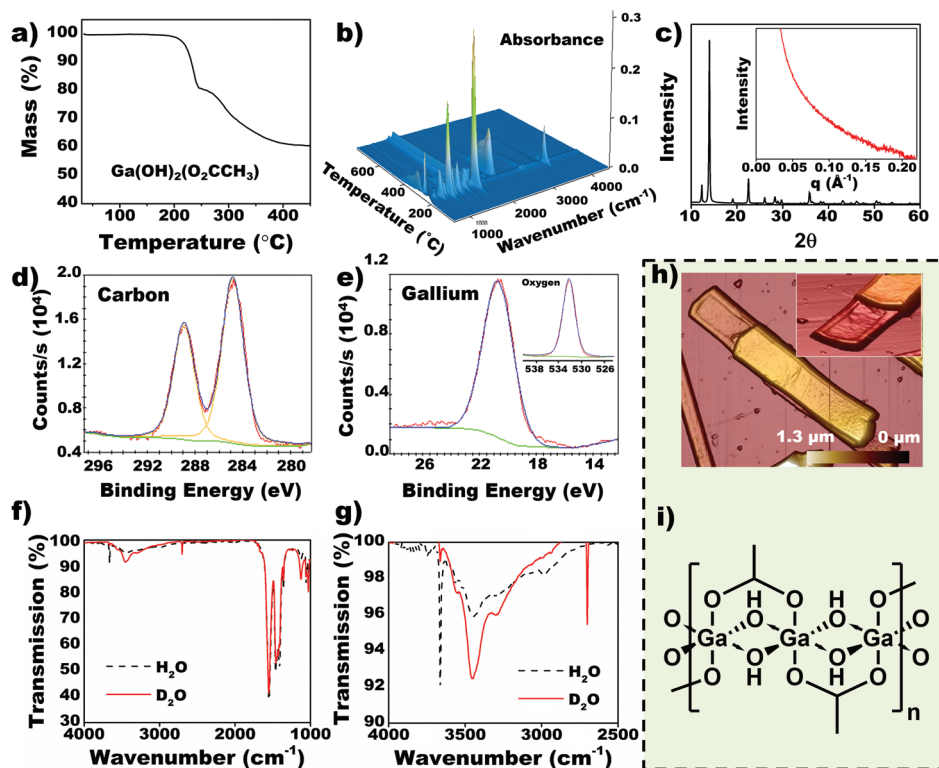 a)
100
90
80
70
60
50
40
Mass (%)
Ga(OH)₂(O₂CCH₃)
100 200 300 400
Temperature (°C)
b)
Absorbance
0.3
0.2
0.1
0.0
600
400
200
Temperature (°C)
1000
1000
2000
3000
4000
Wavenumber (cm⁻¹)
c)
Intensity
Intensity
0.00 0.05 0.10 0.15 0.20
q (Å⁻¹)
10 20 30 40 50 60
2θ
d)
Carbon
2.0
1.6
1.2
0.8
0.4
Counts/s (10⁴)
296 292 288 284 280
Binding Energy (eV)
e)
Gallium
1.2
0.8
0.4
0.0
Counts/s (10⁴)
Oxygen
538 534 530 526
26 22 18 14
Binding Energy (eV)
f)
100
90
80
70
60
50
40
30
Transmission (%)
H₂O
D₂O
4000 3000 2000 1000
Wavenumber (cm⁻¹)
g)
100
98
96
94
92
90
Transmission (%)
H₂O
D₂O
4000 3500 3000 2500
Wavenumber (cm⁻¹)
h)
1.3 µm 0 µm
i)
O H O H O
O O O O
Ga Ga Ga
O O O O
O H O H O
n